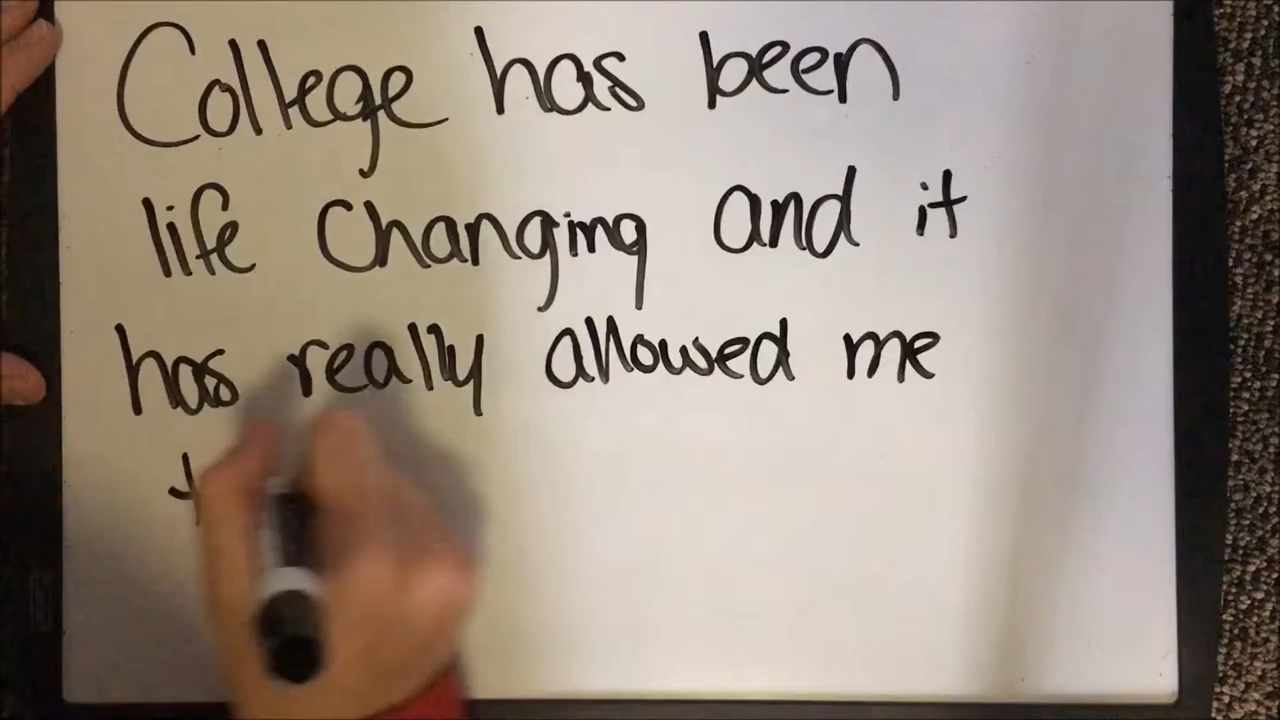 College has been
life changing and it
has really allowed me